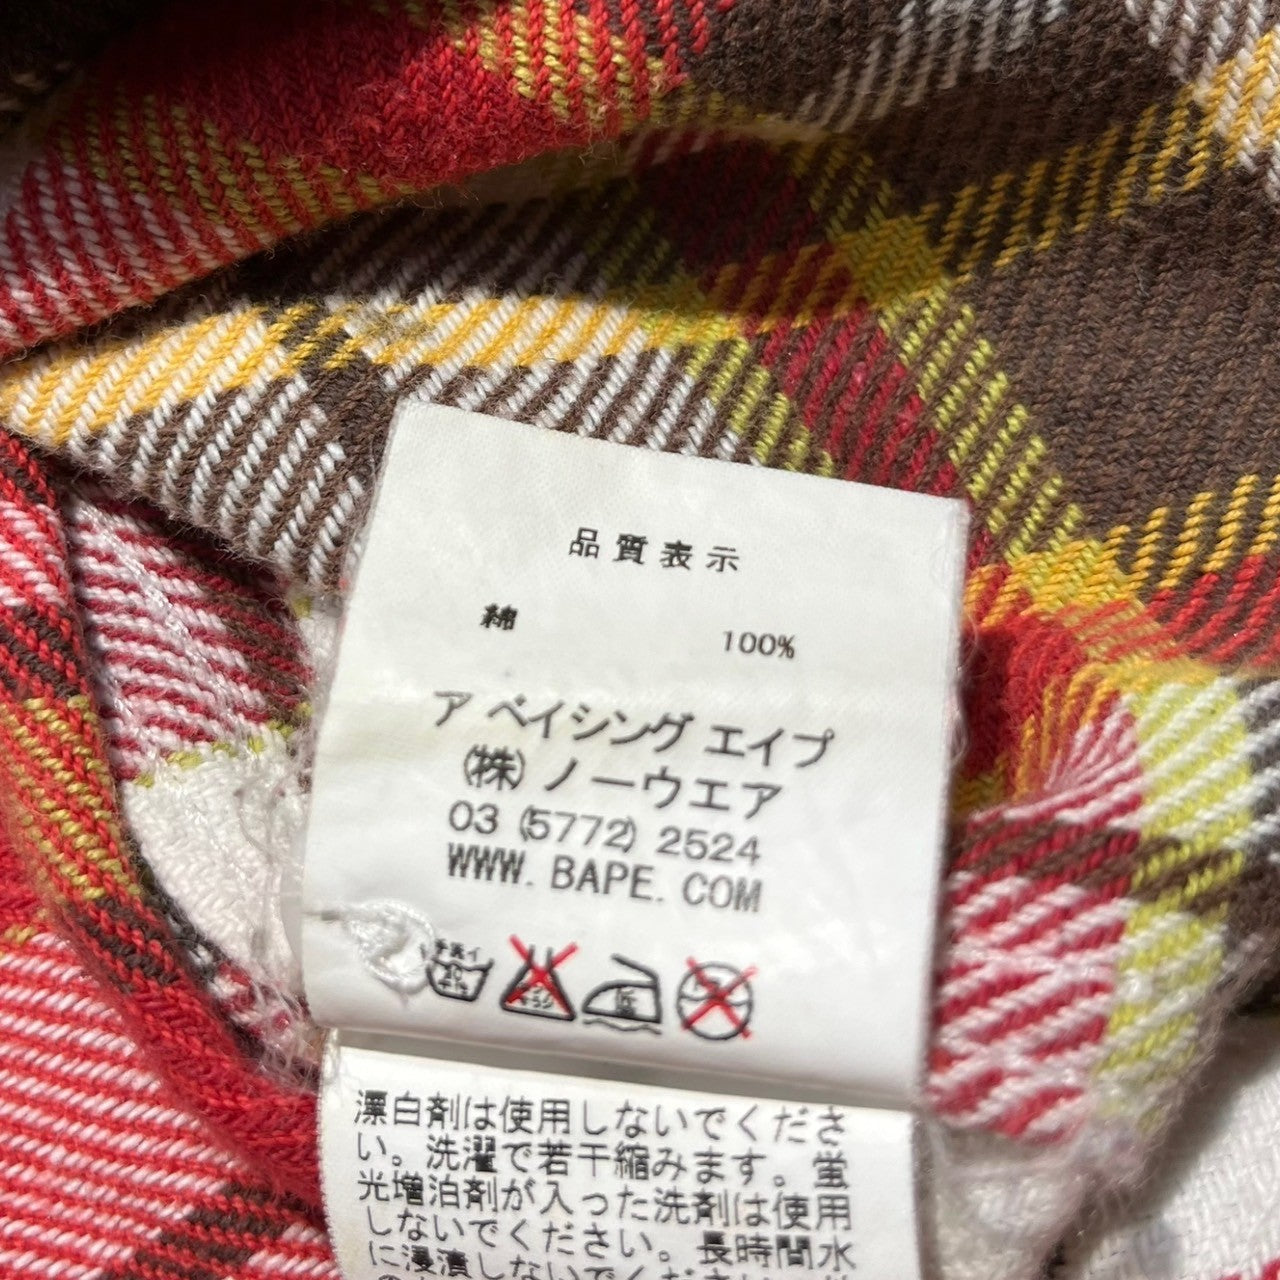 品質表示
綿 100%
ア ベイシング エイプ
(株) ノーウエア
03 (5772) 2524
WWW. BAPE. COM
漂白剤は使用しないでくださ
い。洗濯で若干縮みます。蛍
光増泊剤が入った洗剤は使用
しないでください。長時間水
に浸漬しないでください